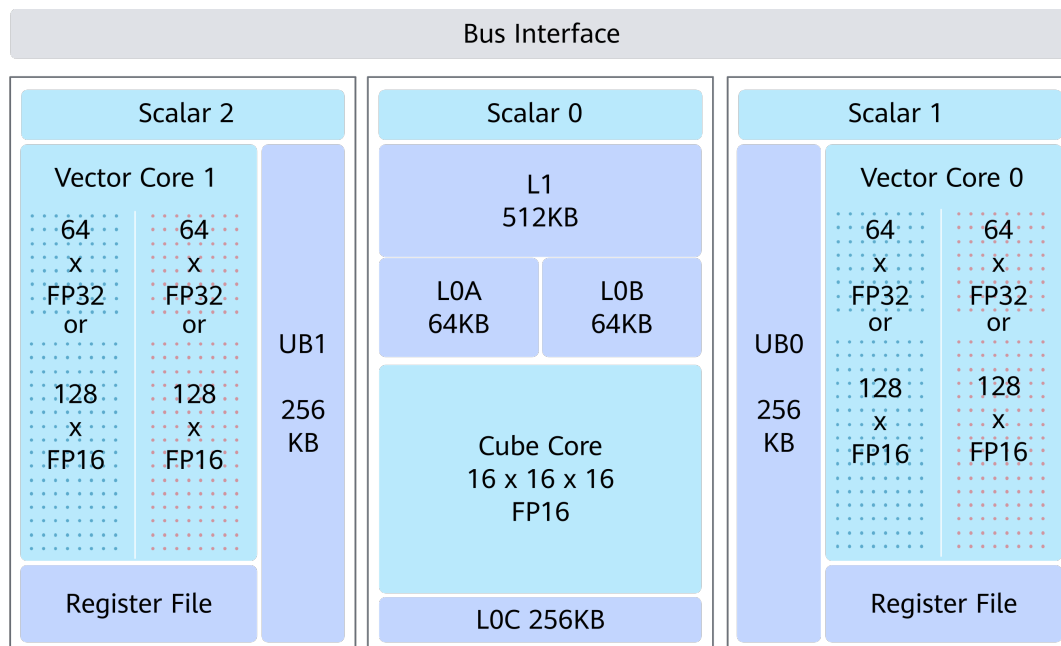 Bus Interface
Scalar 2
Vector Core 1
64
x
FP32
or
128
x
FP16
64
x
FP32
or
128
x
FP16
UB1
256
KB
Register File
Scalar 0
L1
512KB
L0A
64KB
L0B
64KB
Cube Core
16 x 16 x 16
FP16
L0C 256KB
Scalar 1
UB0
256
KB
Vector Core 0
64
x
FP32
or
128
x
FP16
64
x
FP32
or
128
x
FP16
Register File